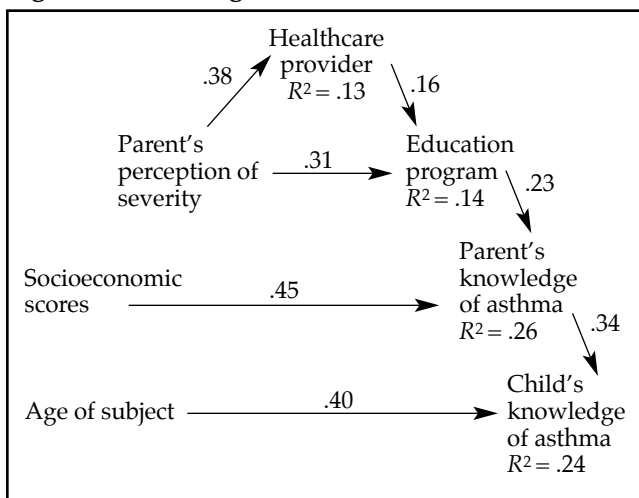 Healthcare
provider
R² = .13
.38
.16
Parent's
perception of
severity
.31
Education
program
R² = .14
.23
Socioeconomic
scores
.45
Parent's
knowledge
of asthma
R² = .26
.34
Age of subject
.40
Child's
knowledge
of asthma
R² = .24